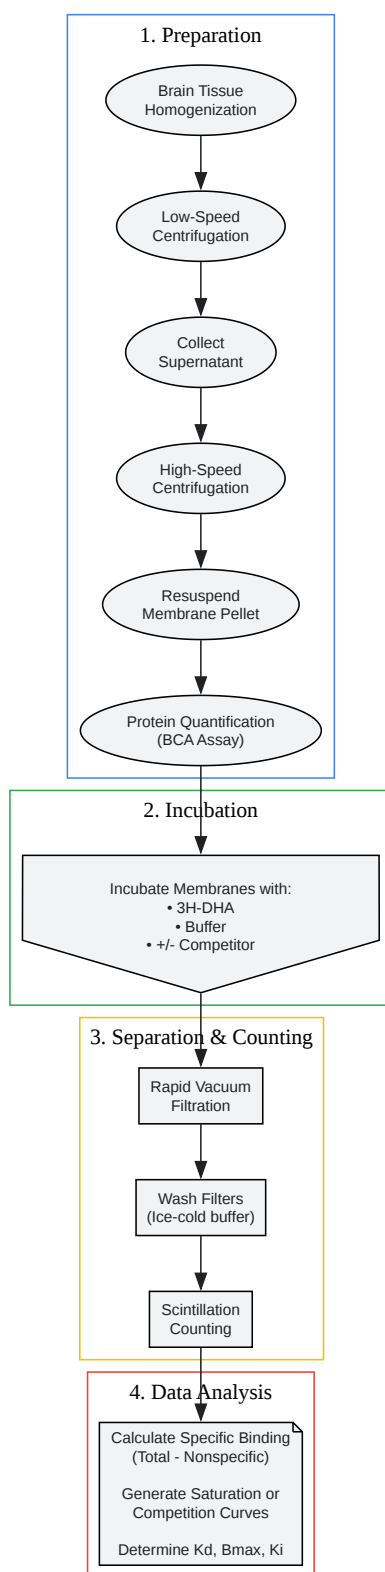 1. Preparation
Brain Tissue
Homogenization
Low-Speed
Centrifugation
Collect
Supernatant
High-Speed
Centrifugation
Resuspend
Membrane Pellet
Protein Quantification
(BCA Assay)
2. Incubation
Incubate Membranes with:
• 3H-DHA
• Buffer
• +/- Competitor
3. Separation & Counting
Rapid Vacuum
Filtration
Wash Filters
(Ice-cold buffer)
Scintillation
Counting
4. Data Analysis
Calculate Specific Binding
(Total - Nonspecific)
Generate Saturation or
Competition Curves
Determine Kd, Bmax, Ki